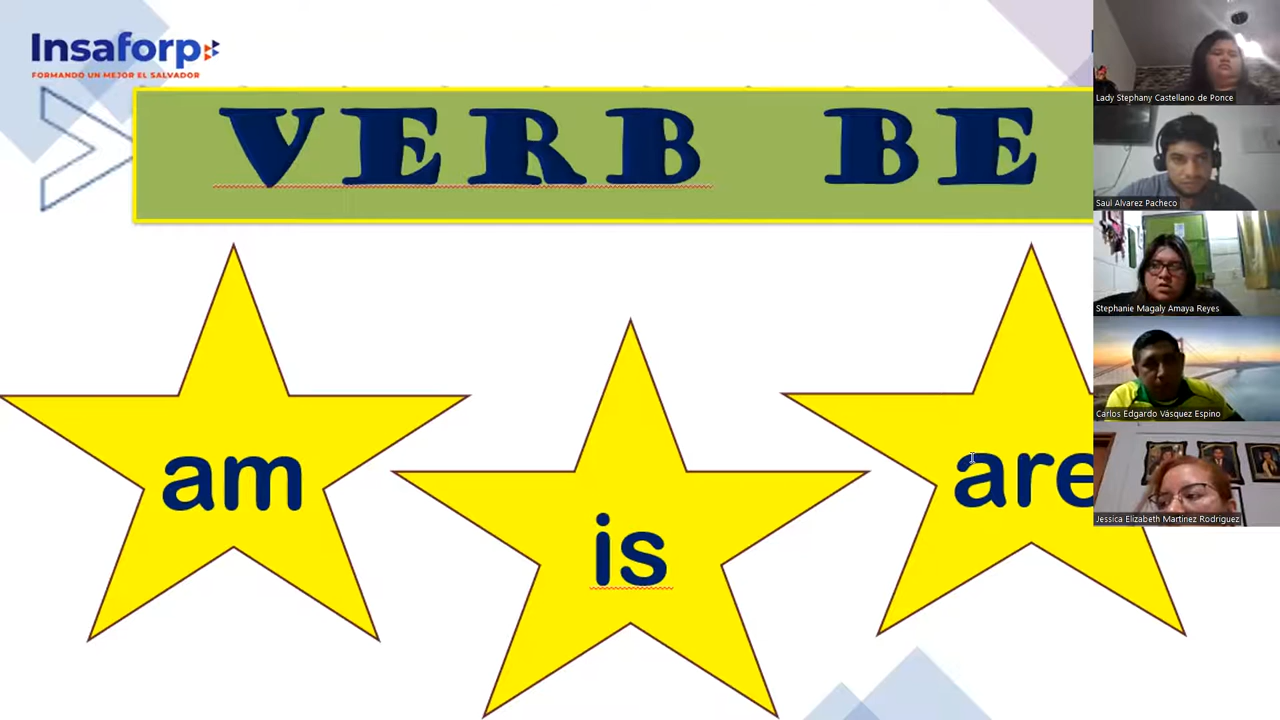 Insaforp
FORMANDO UN MEJOR EL SALVADOR
VERB BE
am
is
are
Lady Stephany Castellano de Ponce
Saul Alvarez Pacheco
Stephanie Magaly Amaya Reyes
Carlos Edgardo Vásquez Espino
Jessica Elizabeth Martinez Rodriguez